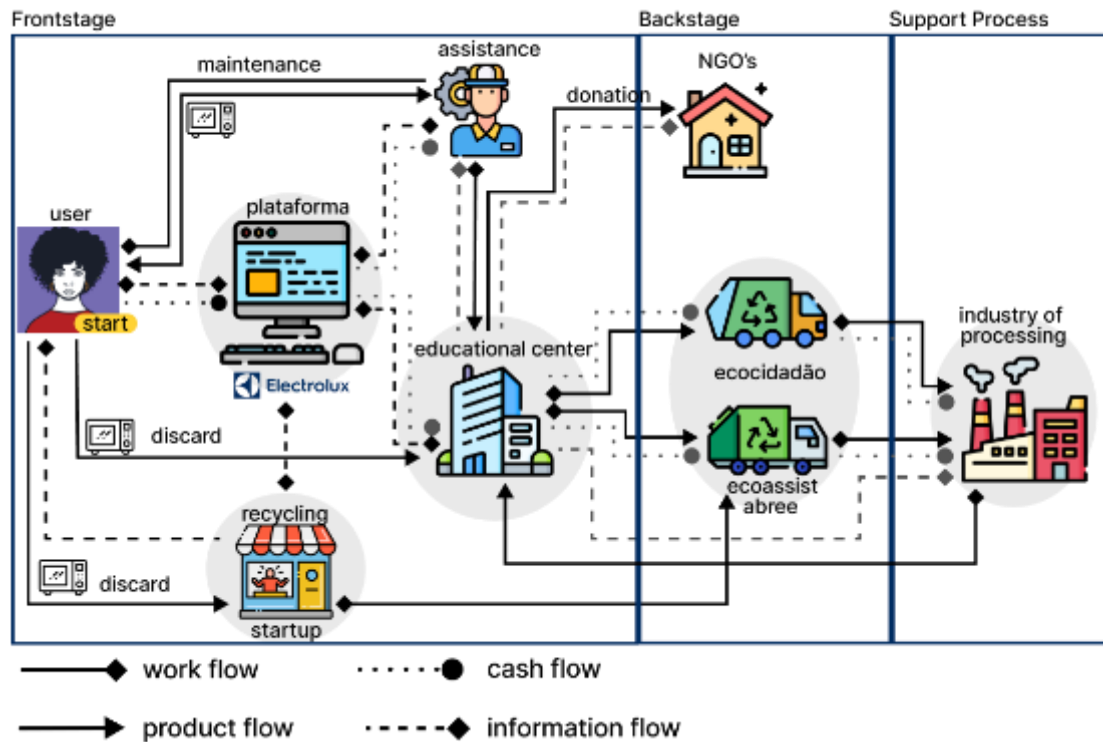 Frontstage
Backstage
Support Process
assistance
maintenance
NGO's
donation
user
plataforma
start
educational center
industry of
processing
ecocidadão
Electrolux
discard
ecoassist
abree
recycling
discard
startup
work flow
cash flow
product flow
information flow